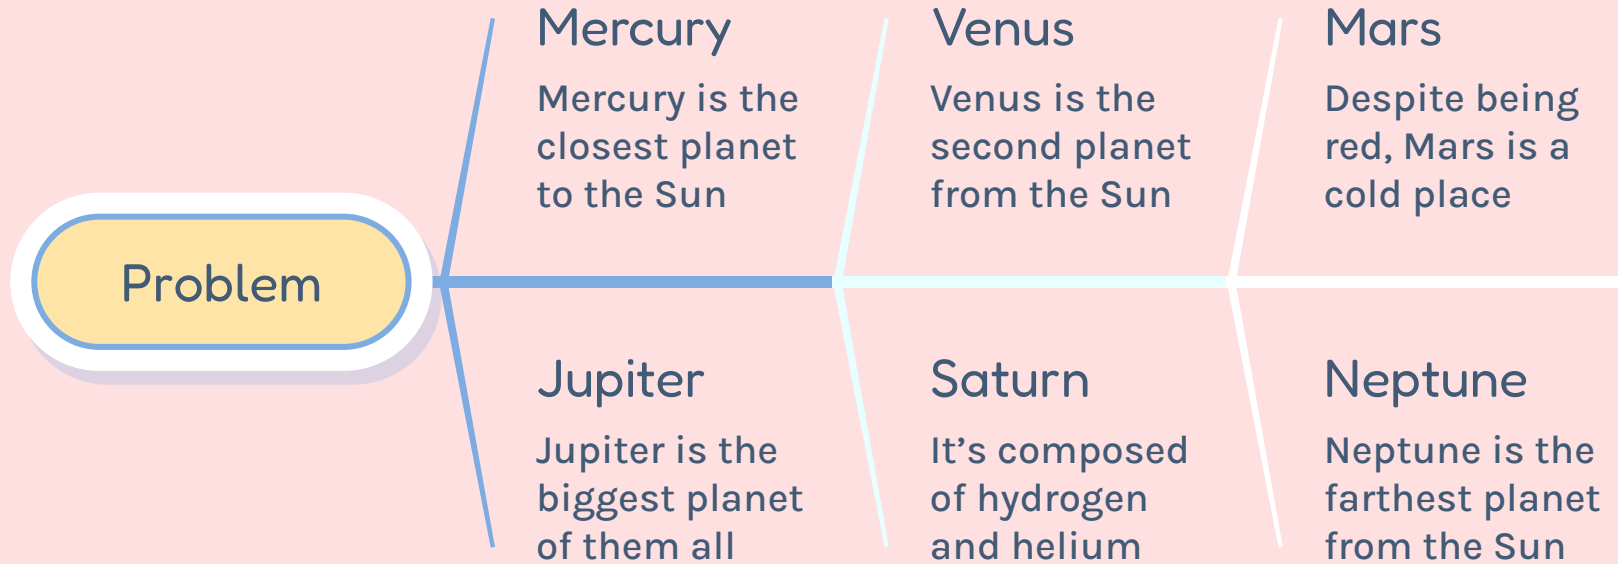 Problem
Mercury
Mercury is the
closest planet
to the Sun
Venus
Venus is the
second planet
from the Sun
Mars
Despite being
red, Mars is a
cold place
Jupiter
Jupiter is the
biggest planet
of them all
Saturn
It’s composed
of hydrogen
and helium
Neptune
Neptune is the
farthest planet
from the Sun